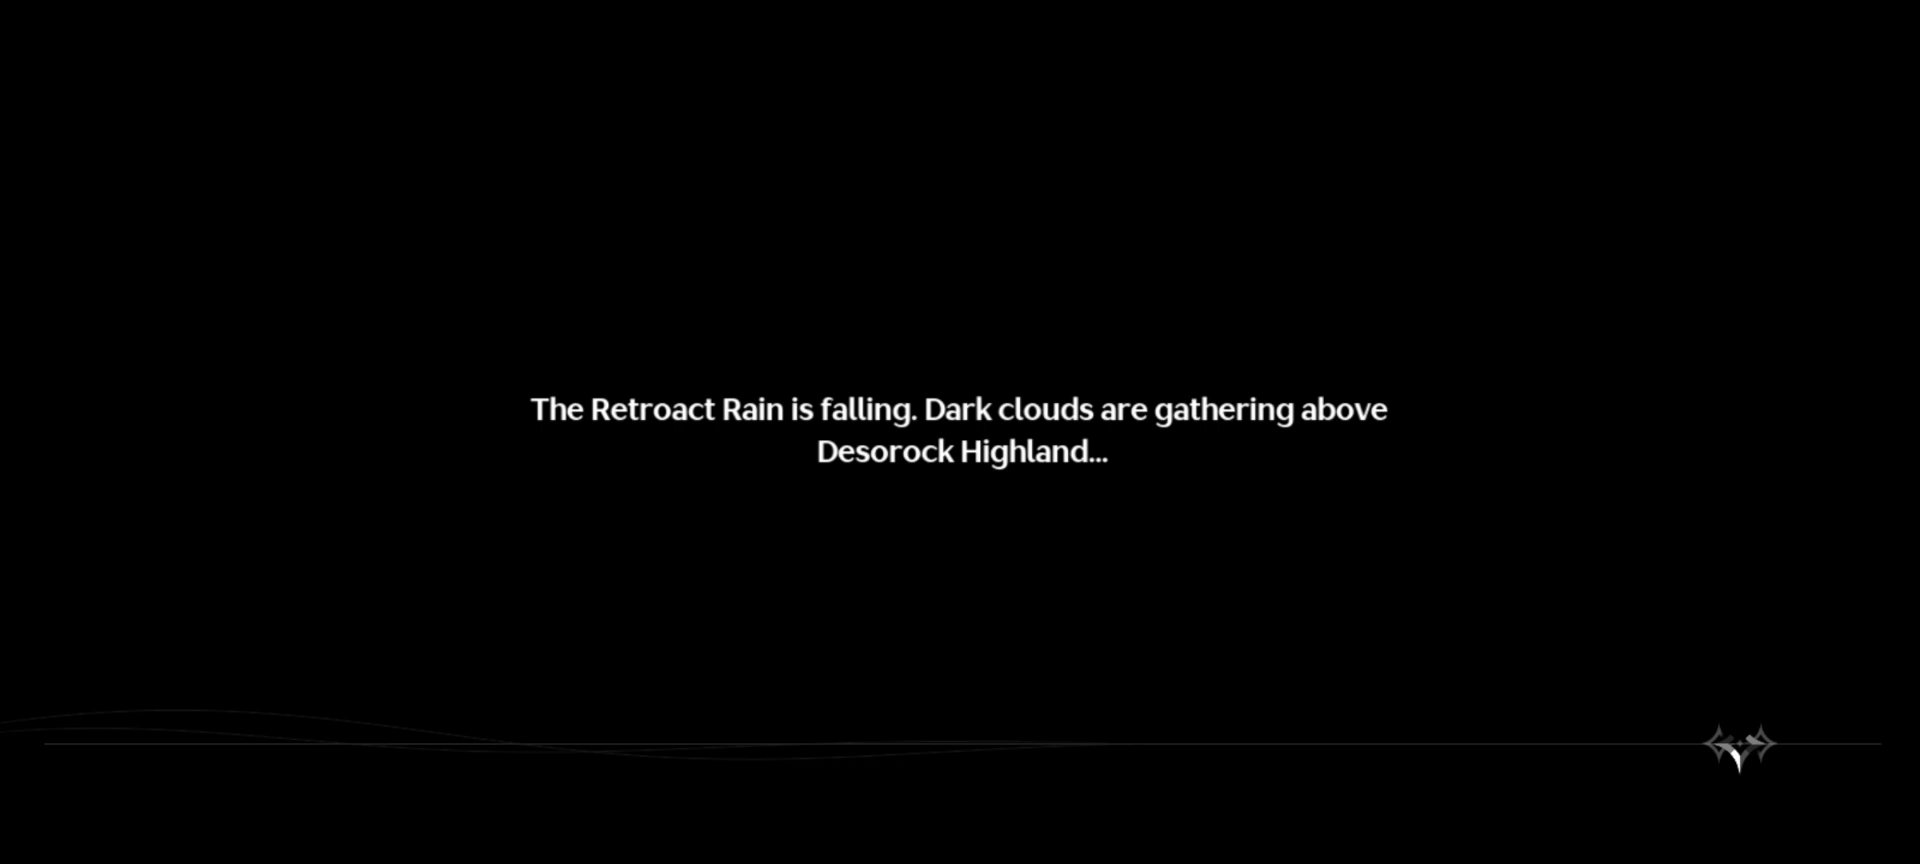 The Retroact Rain is falling. Dark clouds are gathering above
Desorock Highland...